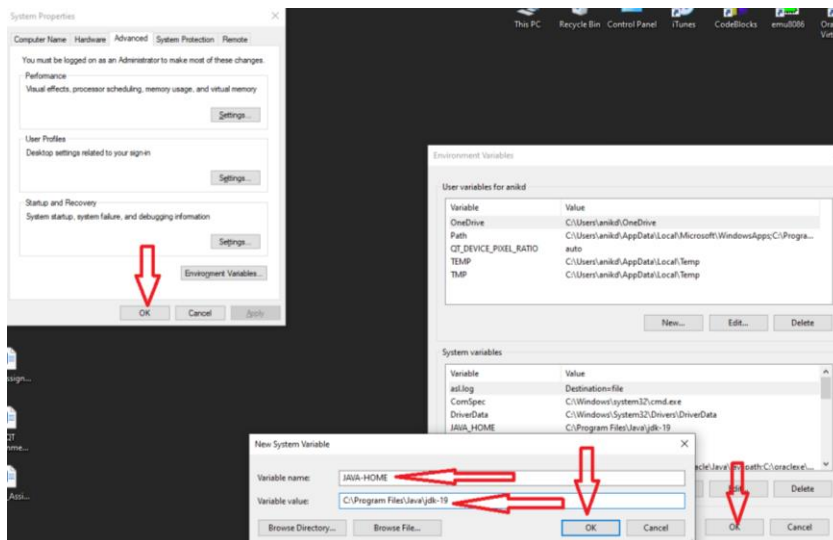 System Properties
Computer Name Hardware Advanced System Protection Remote
You must be logged on as an Administrator to make most of these changes.
Performance
Visual effects, processor scheduling, memory usage, and virtual memory
Settings...
User Profiles
Desktop settings related to your sign-in
Settings...
Startup and Recovery
System startup, system failure, and debugging information
Settings...
Environment Variables...
OK Cancel Apply
This PC Recycle Bin Control Panel iTunes CodeBlocks emu8086
Environment Variables
User variables for anikd
Variable Value
OneDrive C:\Users\anikd\OneDrive
Path C:\Users\anikd\AppData\Local\Microsoft\WindowsApps;C:\Progra...
QT_DEVICE_PIXEL_RATIO auto
TEMP C:\Users\anikd\AppData\Local\Temp
TMP C:\Users\anikd\AppData\Local\Temp
New... Edit... Delete
System variables
Variable Value
asl.log Destination=file
ComSpec C:\Windows\system32\cmd.exe
DriverData C:\Windows\System32\Drivers\DriverData
JAVA_HOME C:\Program Files\Java\jdk-19
Delete
OK Cancel
New System Variable
Variable name: JAVA-HOME
Variable value: C:\Program Files\Java\jdk-19
Browse Directory... Browse File... OK Cancel